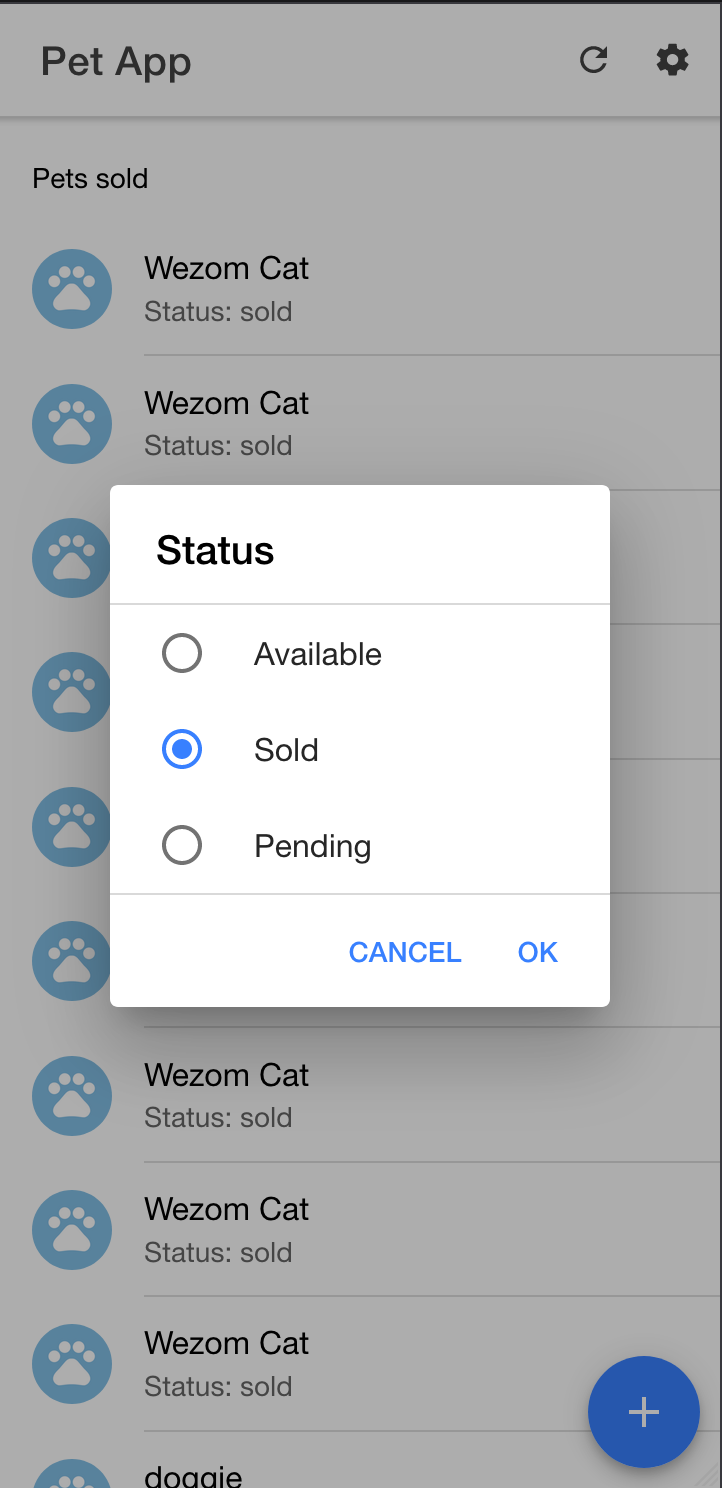 Pet App
Pets sold
Wezom Cat
Status: sold
Wezom Cat
Status: sold
Status
Available
Sold
Pending
CANCEL OK
Wezom Cat
Status: sold
Wezom Cat
Status: sold
Wezom Cat
Status: sold
doggie